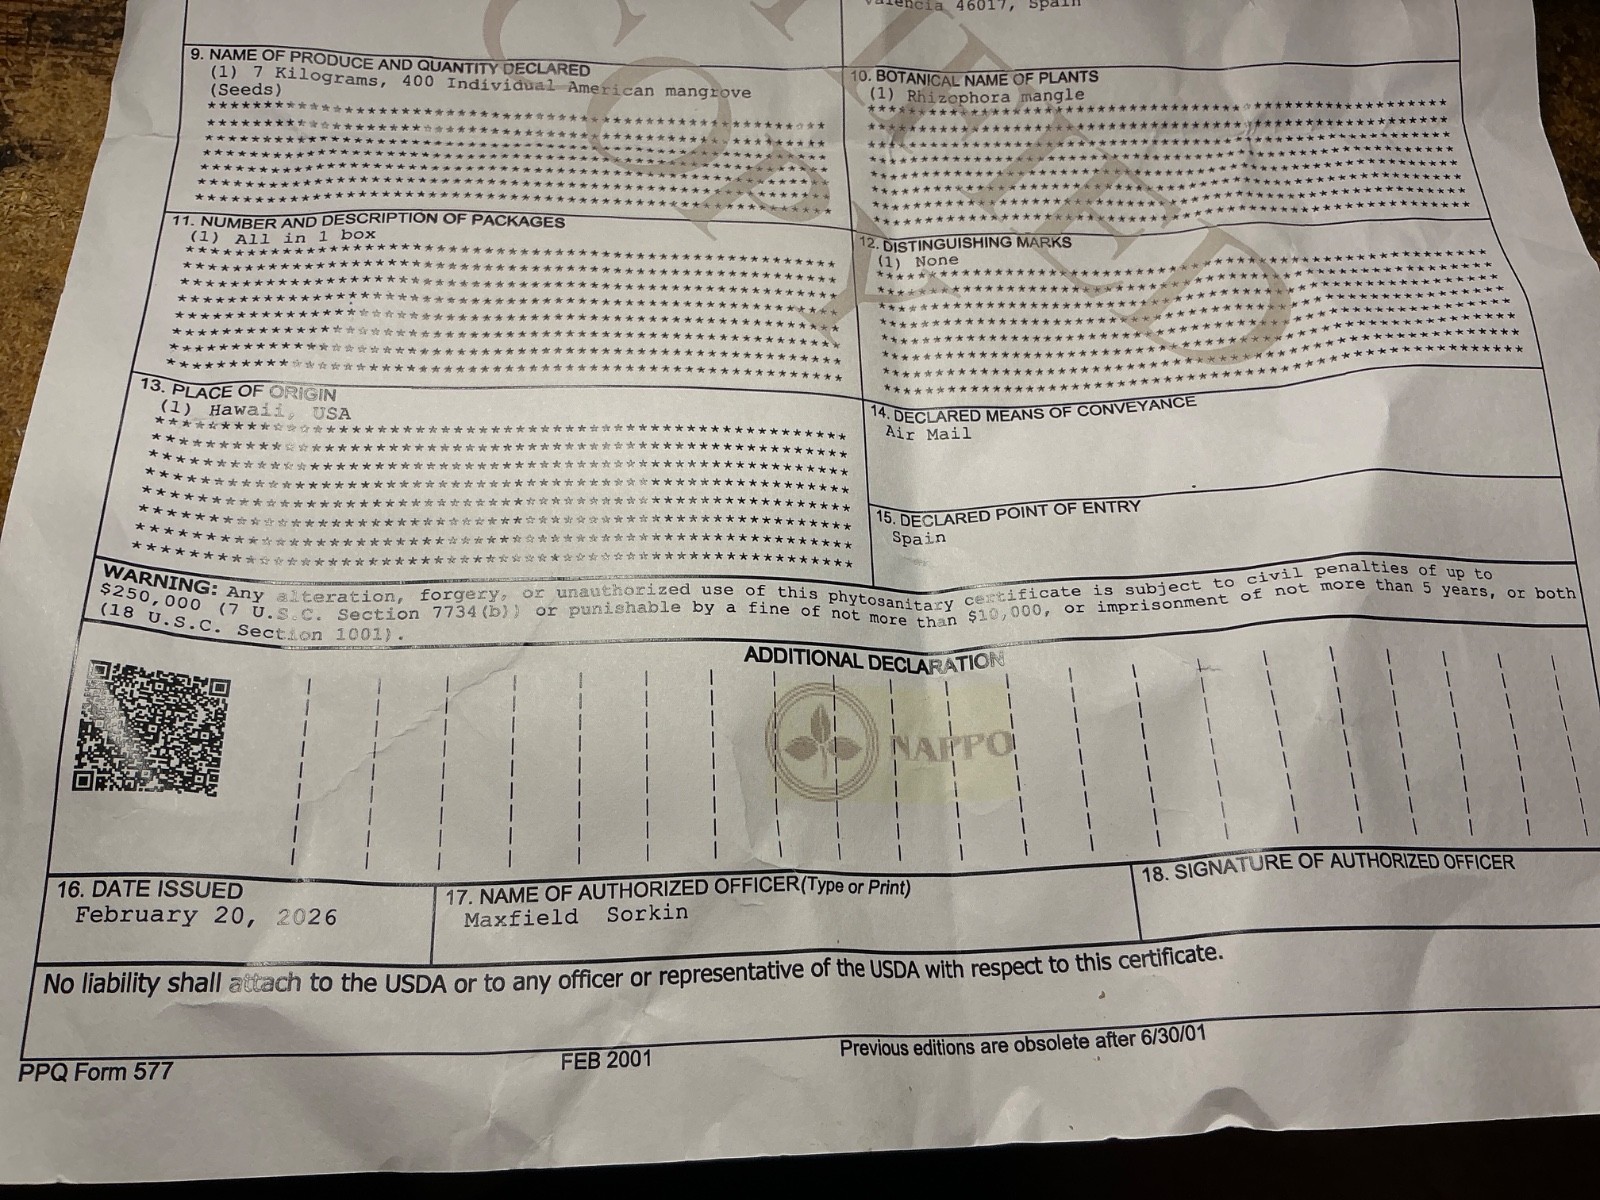 Valencia 46017, Spain
CERTIFIED
COPY
9. NAME OF PRODUCE AND QUANTITY DECLARED
(1) 7 Kilograms, 400 Individual American mangrove
(Seeds)
10. BOTANICAL NAME OF PLANTS
(1) Rhizophora mangle
11. NUMBER AND DESCRIPTION OF PACKAGES
(1) All in 1 box
12. DISTINGUISHING MARKS
(1) None
13. PLACE OF ORIGIN
(1) Hawaii, USA
14. DECLARED MEANS OF CONVEYANCE
Air Mail
15. DECLARED POINT OF ENTRY
Spain
WARNING: Any alteration, forgery, or unauthorized use of this phytosanitary certificate is subject to civil penalties of up to
$250,000 (7 U.S.C. Section 7734(b)) or punishable by a fine of not more than $10,000, or imprisonment of not more than 5 years, or both
(18 U.S.C. Section 1001).
ADDITIONAL DECLARATION
NAPPO
16. DATE ISSUED
February 20, 2026
17. NAME OF AUTHORIZED OFFICER(Type or Print)
Maxfield Sorkin
18. SIGNATURE OF AUTHORIZED OFFICER
No liability shall attach to the USDA or to any officer or representative of the USDA with respect to this certificate.
PPQ Form 577
FEB 2001
Previous editions are obsolete after 6/30/01